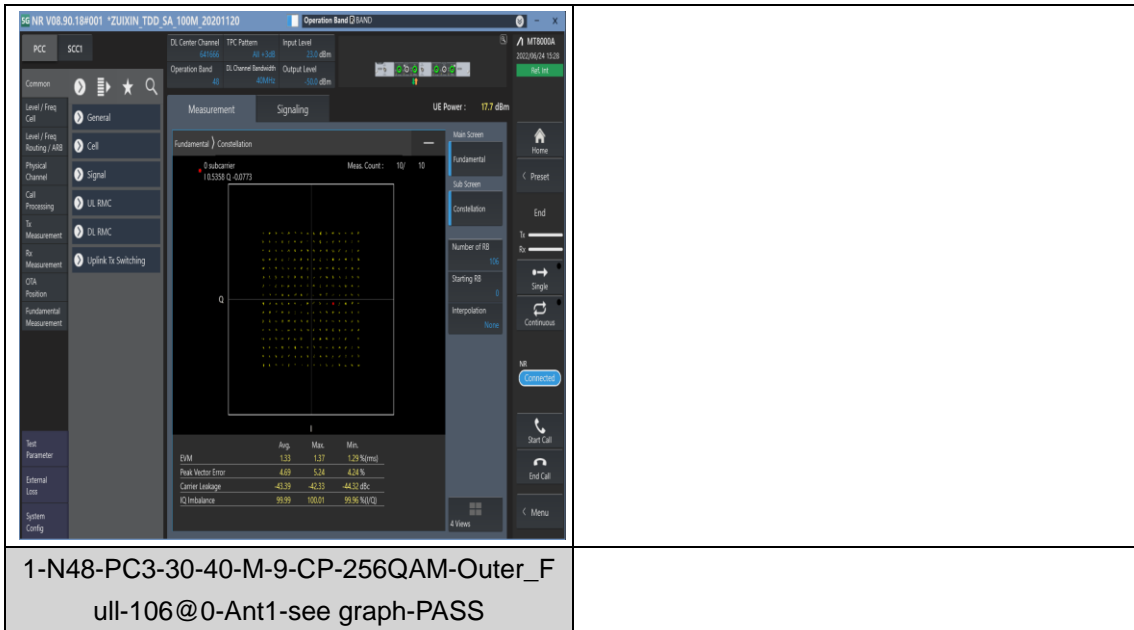 5G NR V08.90.18#001 *ZUIXIN_TDD_SA_100M_20201120
Operation Band BAND
PCC SCC1
DL Center Channel TPC Pattern Input Level
641666 All +3dB 23.0 dBm
Operation Band DL Channel Bandwidth Output Level
48 40MHz -50.0 dBm
MT8000A
2022/06/24 15:28
Ref. Int
Common
Level / Freq
Cell
Level / Freq
Routing / ARB
Physical
Channel
Call
Processing
Tx
Measurement
Rx
Measurement
OTA
Position
Fundamental
Measurement
Test
Parameter
External
Loss
System
Config
General
Cell
Signal
UL RMC
DL RMC
Uplink Tx Switching
Measurement Signaling UE Power : 17.7 dBm
Fundamental ⟩ Constellation
0 subcarrier Meas. Count : 10/ 10
I 0.5358 Q -0.0773
Q
I
Avg. Max. Min.
EVM 1.33 1.37 1.29 %(rms)
Peak Vector Error 4.69 5.24 4.24 %
Carrier Leakage -43.39 -42.33 -44.32 dBc
IQ Imbalance 99.99 100.01 99.96 %(I/Q)
Main Screen
Fundamental
Sub Screen
Constellation
Number of RB
106
Starting RB
0
Interpolation
None
4 Views
Home
Preset
End
Tx
Rx
Single
Continuous
NR
Connected
Start Call
End Call
Menu
1-N48-PC3-30-40-M-9-CP-256QAM-Outer_F
ull-106@0-Ant1-see graph-PASS